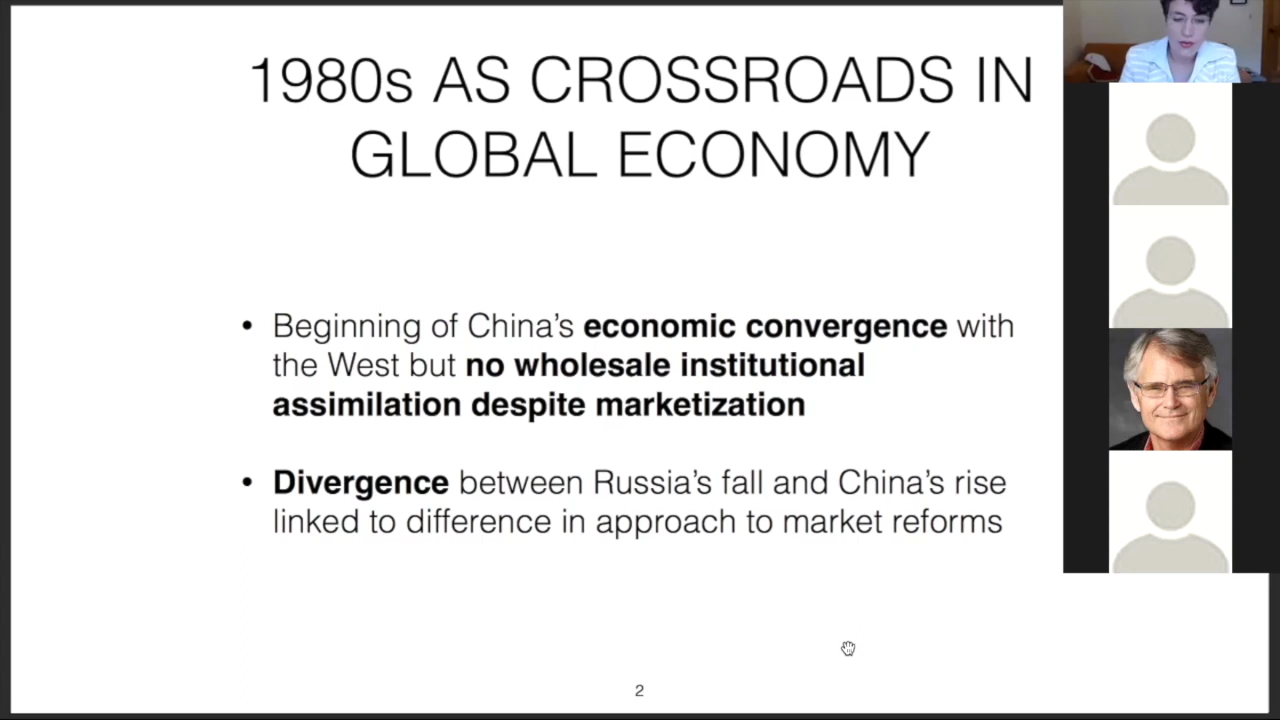 1980s AS CROSSROADS IN
GLOBAL ECONOMY
• Beginning of China’s economic convergence with
the West but no wholesale institutional
assimilation despite marketization
• Divergence between Russia’s fall and China’s rise
linked to difference in approach to market reforms
2